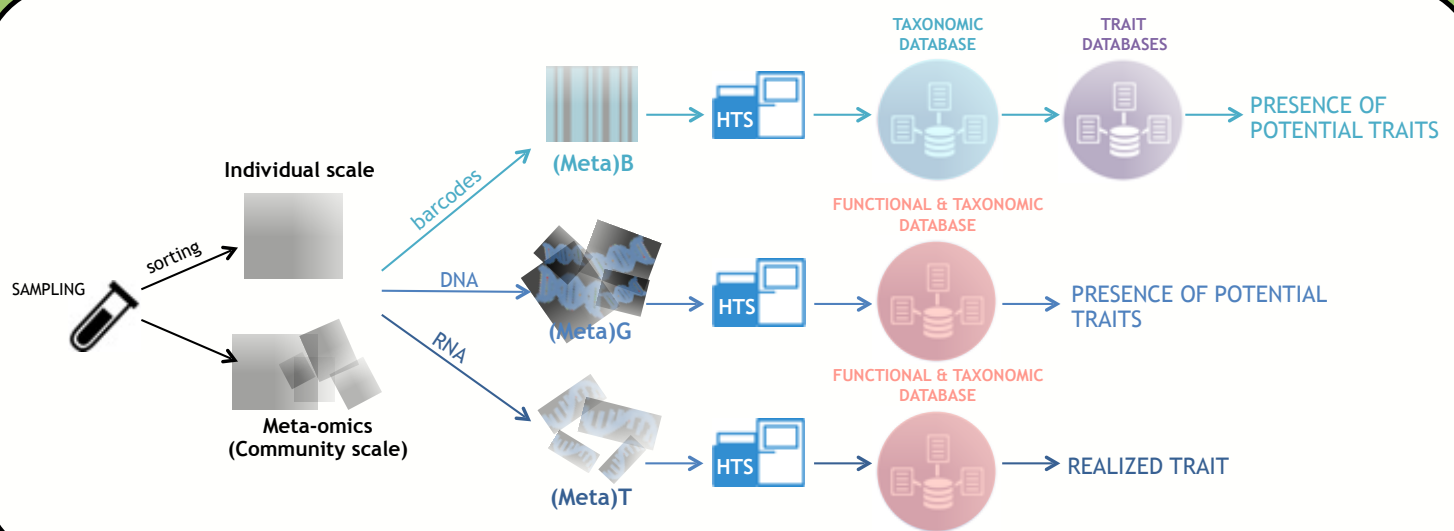 TAXONOMIC
DATABASE
TRAIT
DATABASES
HTS
PRESENCE OF
POTENTIAL TRAITS
(Meta)B
barcodes
Individual scale
sorting
SAMPLING
FUNCTIONAL & TAXONOMIC
DATABASE
DNA
(Meta)G
HTS
PRESENCE OF POTENTIAL
TRAITS
RNA
Meta-omics
(Community scale)
FUNCTIONAL & TAXONOMIC
DATABASE
(Meta)T
HTS
REALIZED TRAIT